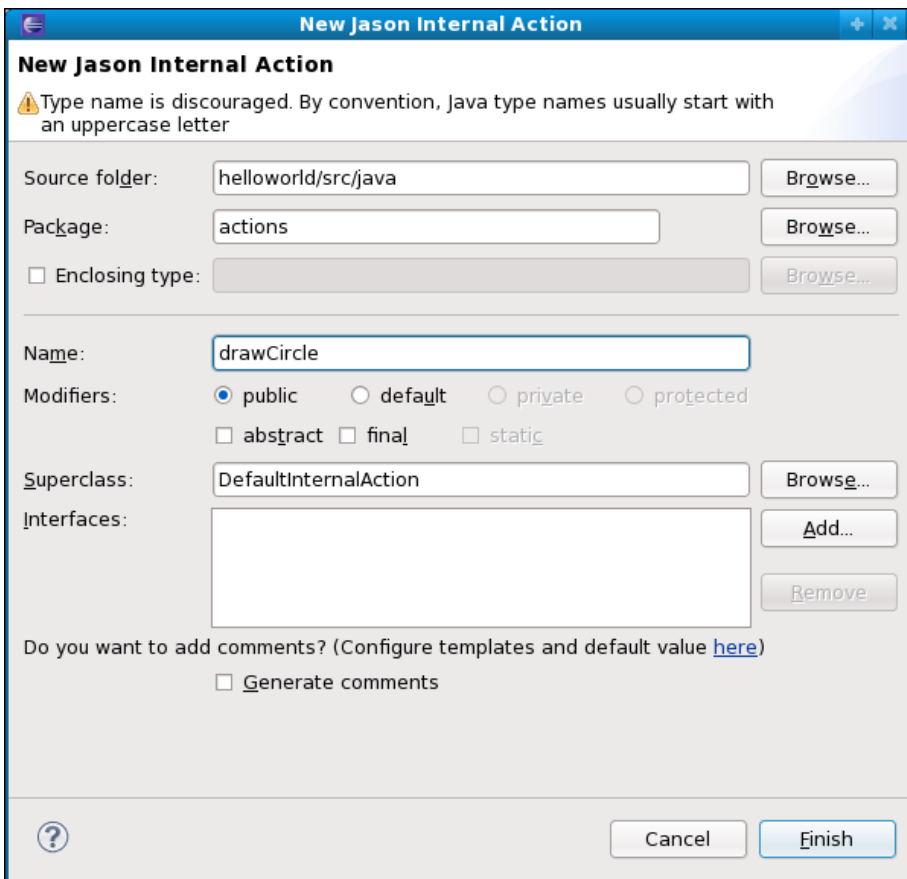 New Jason Internal Action
New Jason Internal Action
Type name is discouraged. By convention, Java type names usually start with
an uppercase letter
Source folder: helloworld/src/java Browse...
Package: actions Browse...
Enclosing type: Browse...
Name: drawCircle
Modifiers: public default private protected
abstract final static
Superclass: DefaultInternalAction Browse...
Interfaces: Add...
Remove
Do you want to add comments? (Configure templates and default value here)
Generate comments
? Cancel Finish